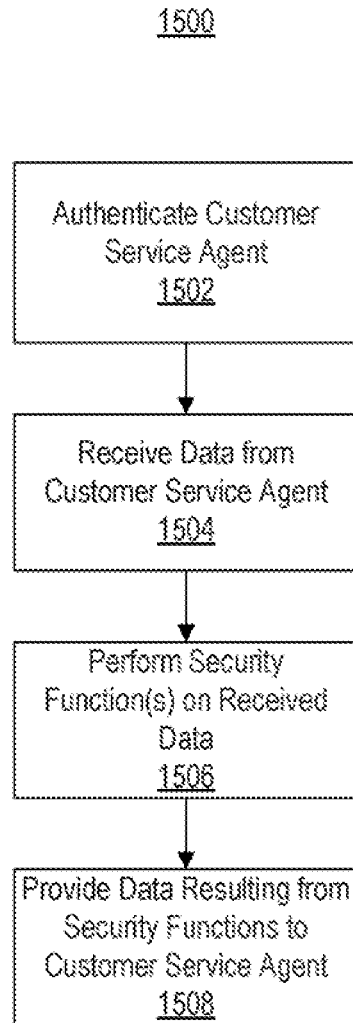 1500
Authenticate Customer
Service Agent
1502
Receive Data from
Customer Service Agent
1504
Perform Security
Function(s) on Received
Data
1506
Provide Data Resulting from
Security Functions to
Customer Service Agent
1508